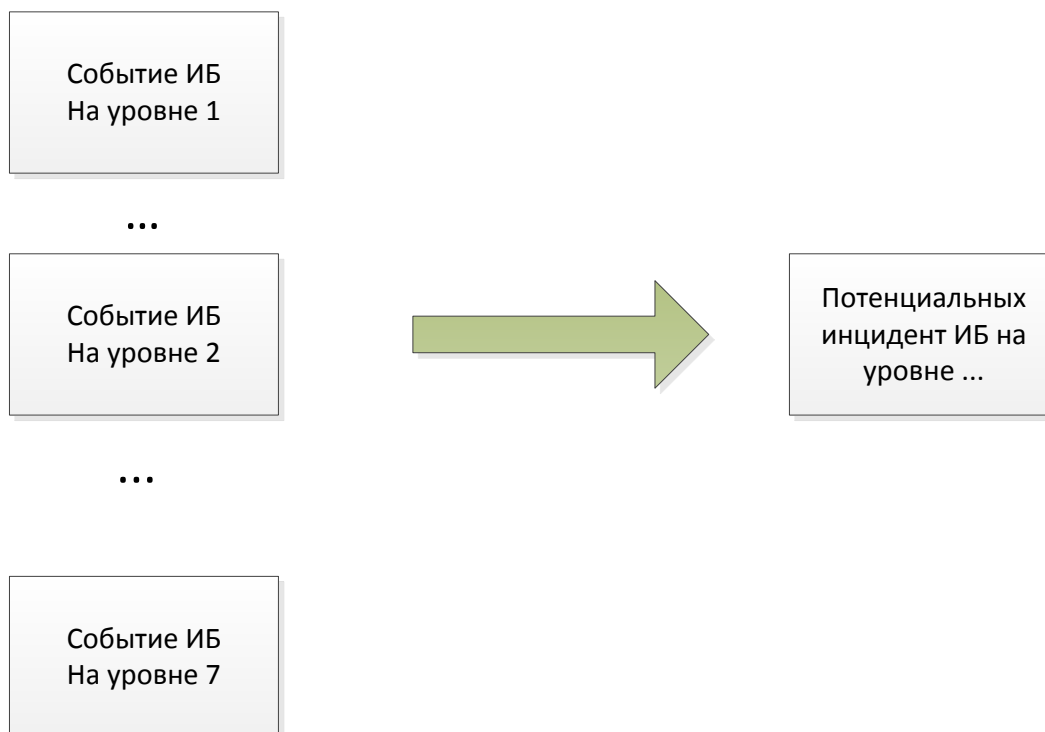 Событие ИБ
На уровне 1
...
Событие ИБ
На уровне 2
Потенциальных
инцидент ИБ на
уровне ...
...
Событие ИБ
На уровне 7